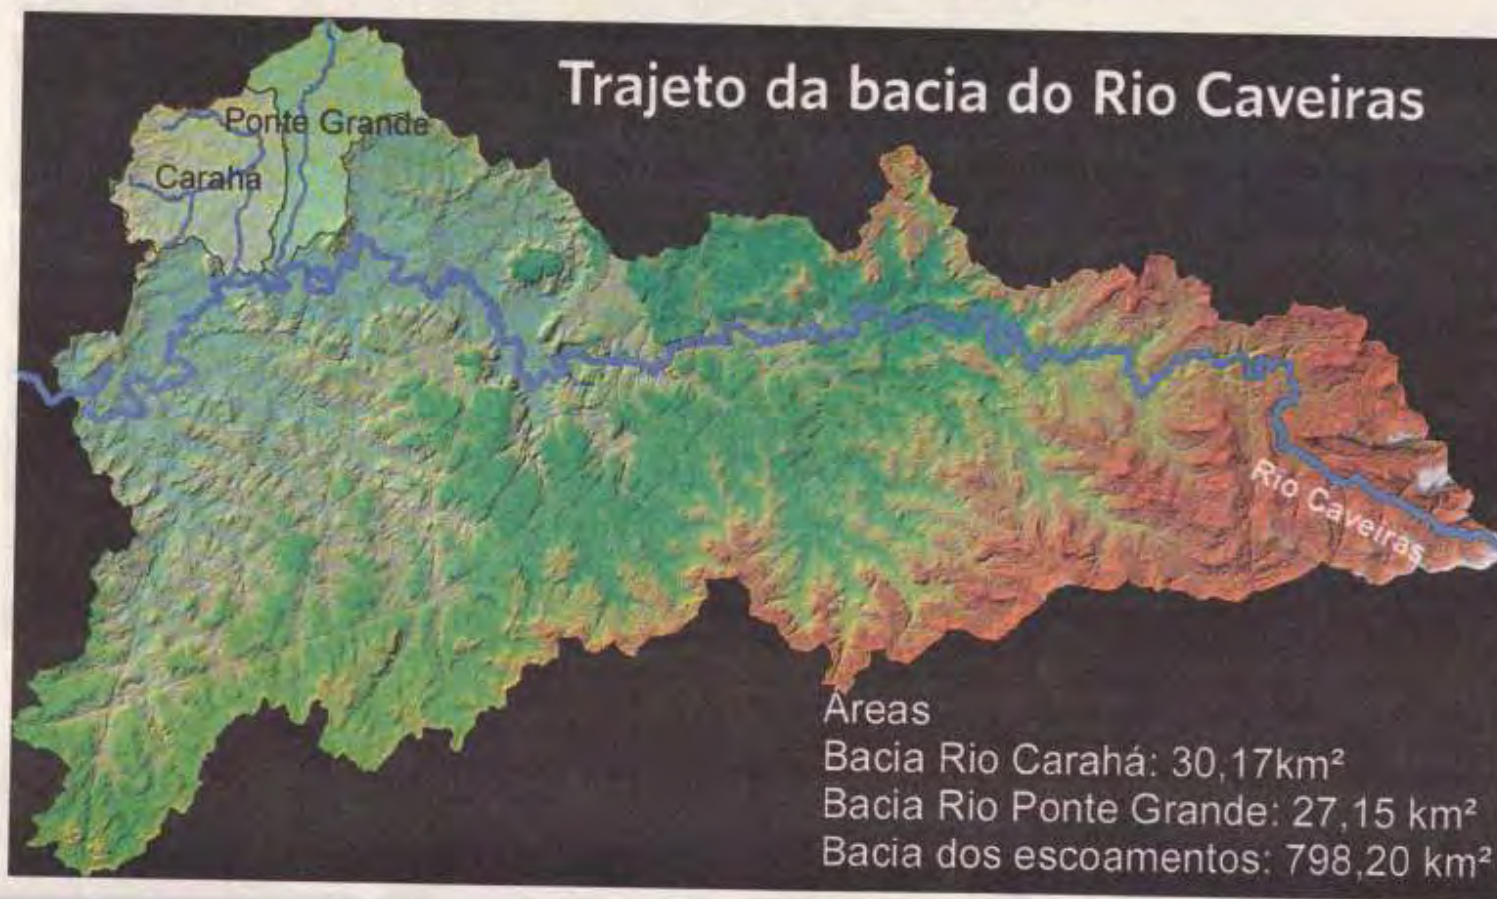 Trajeto da bacia do Rio Caveiras
Ponte Grande
Carahá
Rio Caveiras
Áreas
Bacia Rio Carahá: 30,17km²
Bacia Rio Ponte Grande: 27,15 km²
Bacia dos escoamentos: 798,20 km²